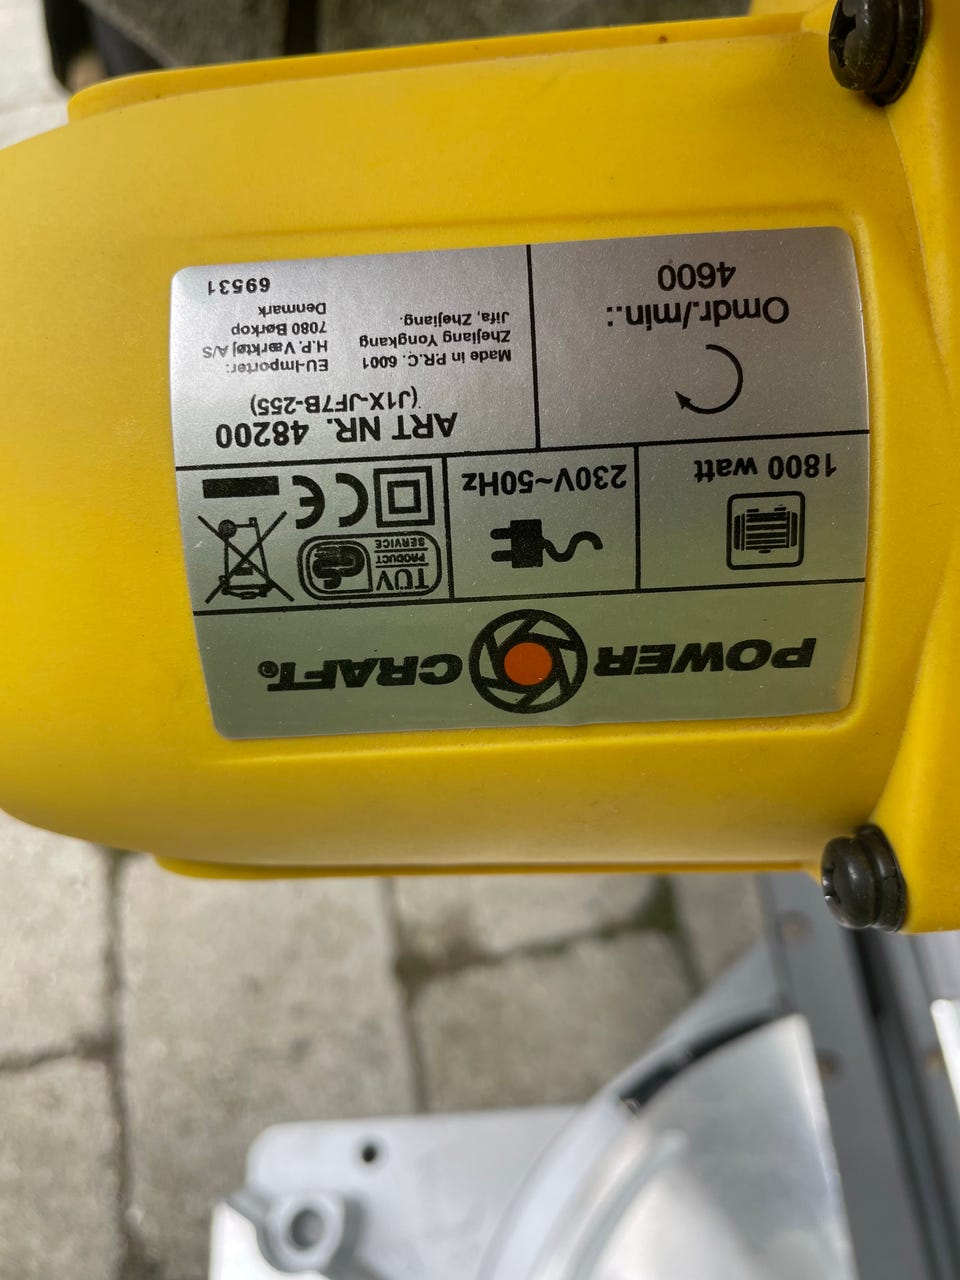 POWER CRAFT®
1800 watt
230V~50Hz
TÜV
PRODUCT
SERVICE
CE
Omdr./min.:
4600
ART NR. 48200
(J1X-JF7B-255)
Made in P.R.C. 6001
Zhejiang Yongkang
Jifa, Zhejiang.
EU-Importer:
H.P. Værktøj A/S
7080 Børkop
Denmark
69531